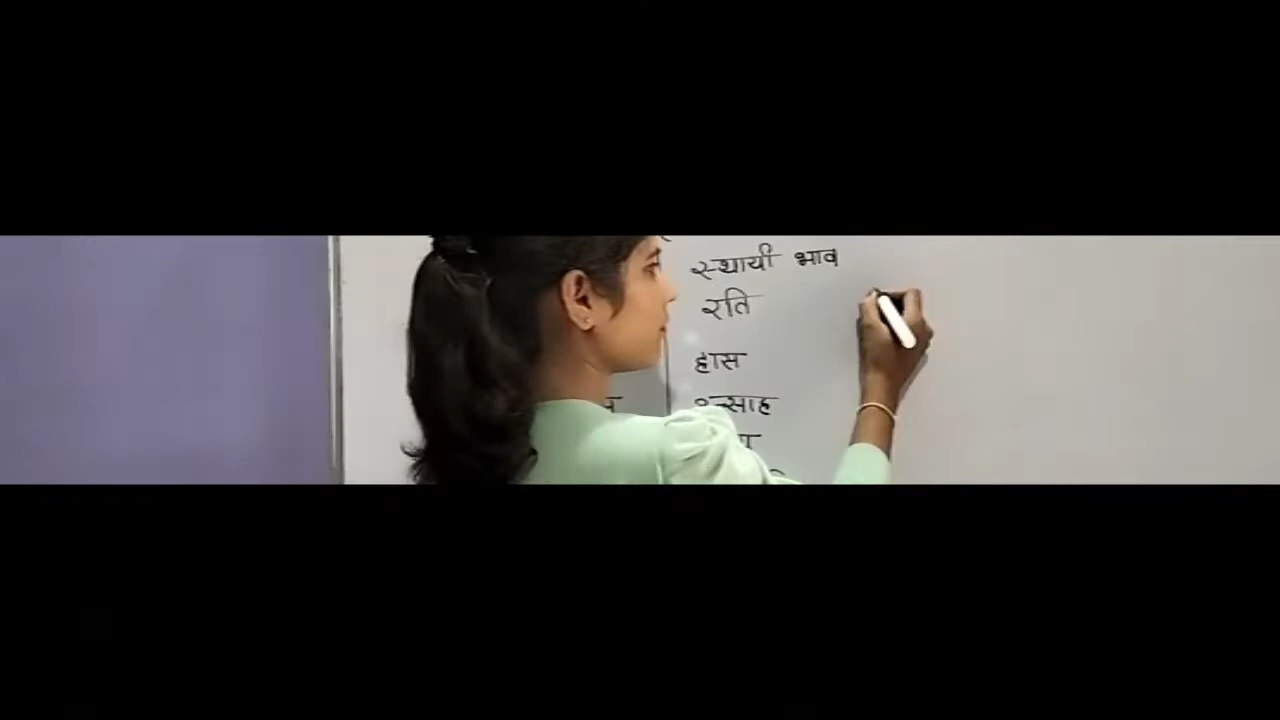 स्थायी भाव
रति
हास
उत्साह